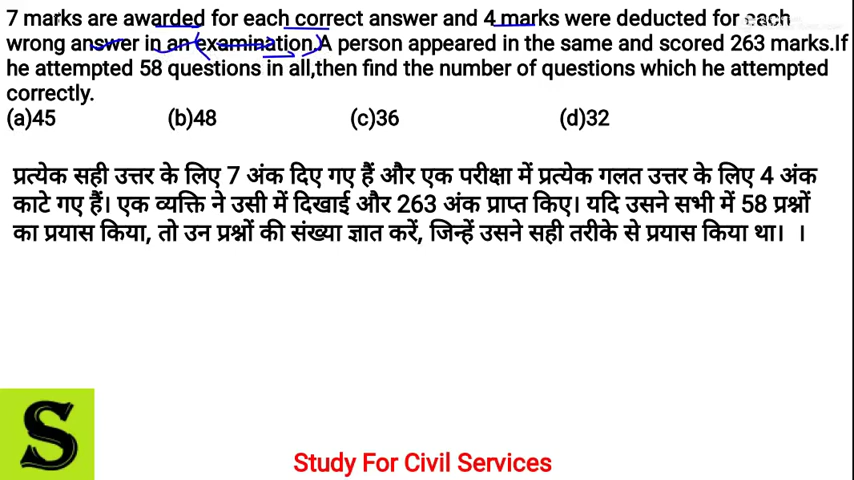 7 marks are awarded for each correct answer and 4 marks were deducted for each
wrong answer in an examination.A person appeared in the same and scored 263 marks.If
he attempted 58 questions in all,then find the number of questions which he attempted
correctly.
(a)45 (b)48 (c)36 (d)32
प्रत्येक सही उत्तर के लिए 7 अंक दिए गए हैं और एक परीक्षा में प्रत्येक गलत उत्तर के लिए 4 अंक
काटे गए हैं। एक व्यक्ति ने उसी में दिखाई और 263 अंक प्राप्त किए। यदि उसने सभी में 58 प्रश्नों
का प्रयास किया, तो उन प्रश्नों की संख्या ज्ञात करें, जिन्हें उसने सही तरीके से प्रयास किया था। ।
S
Study For Civil Services